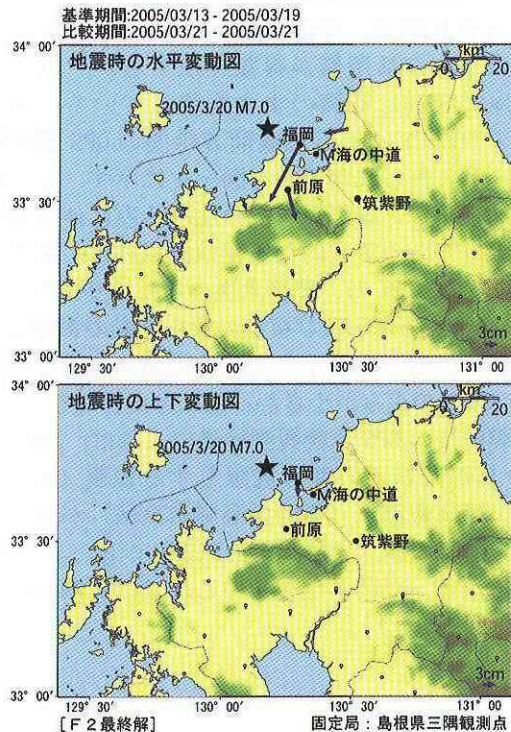 基準期間:2005/03/13 - 2005/03/19
比較期間:2005/03/21 - 2005/03/21
34° 00′
地震時の水平変動図
km
0 20
2005/3/20 M7.0
福岡
M海の中道
前原
筑紫野
33° 30′
3cm
33° 00′
129° 30′ 130° 00′ 130° 30′ 131° 00′
34° 00′
地震時の上下変動図
km
0 20
2005/3/20 M7.0
福岡
M海の中道
前原
筑紫野
33° 30′
3cm
33° 00′
129° 30′ 130° 00′ 130° 30′ 131° 00′
[F2最終解] 固定局:島根県三隅観測点